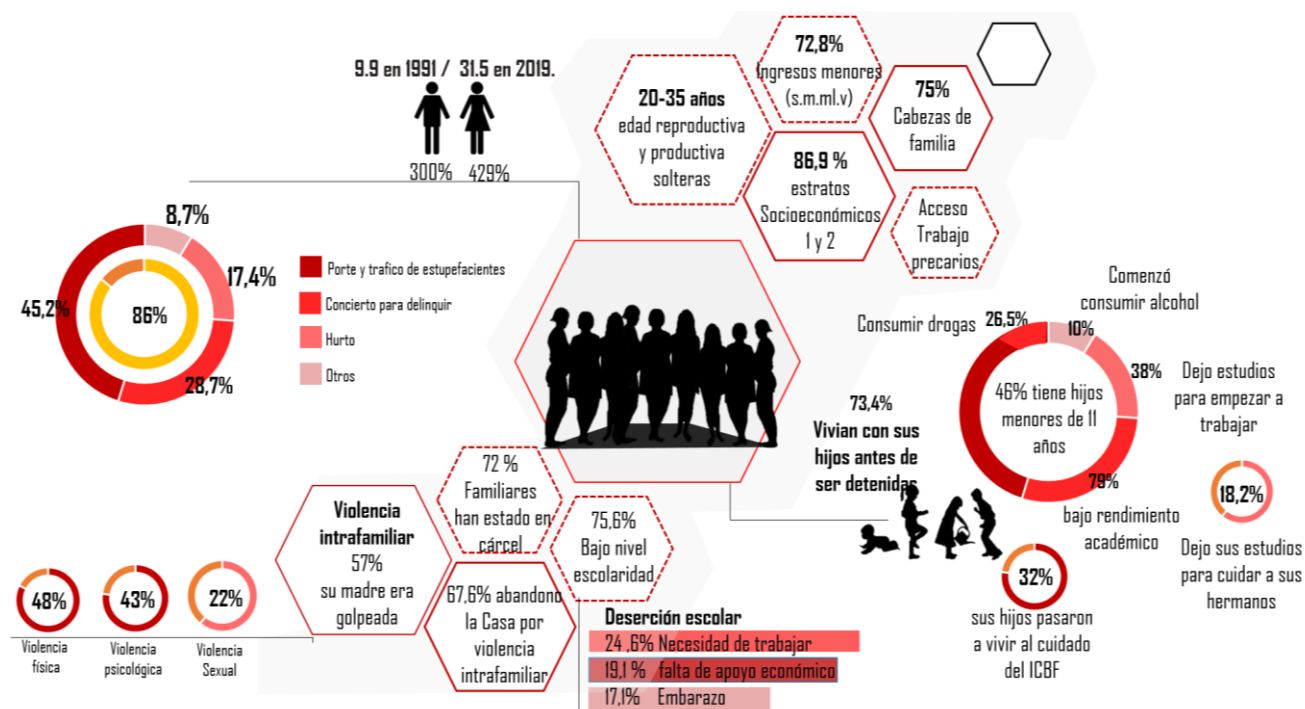 9.9 en 1991 / 31.5 en 2019.
300%
429%
20-35 años
edad reproductiva
y productiva
solteras
72,8%
Ingresos menores
(s.m.ml.v)
75%
Cabezas de
familia
86,9 %
estratos
Socioeconómicos
1 y 2
Acceso
Trabajo
precarios
8,7%
17,4%
45,2%
86%
28,7%
Porte y trafico de estupefacientes
Concierto para delinquir
Hurto
Otros
Comenzó
consumir alcohol
Consumir drogas
26,5%
10%
38%
46% tiene hijos
menores de 11
años
79%
bajo rendimiento
académico
Dejo estudios
para empezar a
trabajar
18,2%
Dejo sus estudios
para cuidar a sus
hermanos
73,4%
Vivian con sus
hijos antes de
ser detenidas
32%
sus hijos pasaron
a vivir al cuidado
del ICBF
72 %
Familiares
han estado en
cárcel
Violencia
intrafamiliar
57%
su madre era
golpeada
75,6%
Bajo nivel
escolaridad
67,6% abandono
la Casa por
violencia
intrafamiliar
48%
Violencia
física
43%
Violencia
psicológica
22%
Violencia
Sexual
Deserción escolar
24 ,6% Necesidad de trabajar
19,1 % falta de apoyo económico
17,1% Embarazo